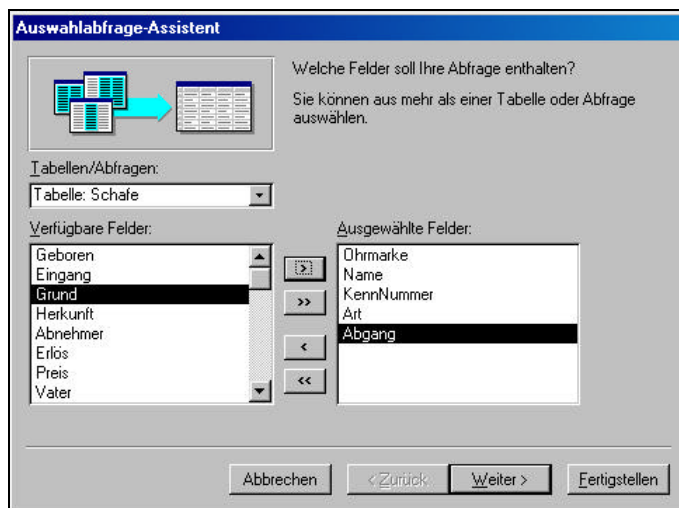 Auswahlabfrage-Assistent
Welche Felder soll Ihre Abfrage enthalten?
Sie können aus mehr als einer Tabelle oder Abfrage
auswählen.
Tabellen/Abfragen:
Tabelle: Schafe
Verfügbare Felder:
Geboren
Eingang
Grund
Herkunft
Abnehmer
Erlös
Preis
Vater
>
>>
<
<<
Ausgewählte Felder:
Ohrmarke
Name
KennNummer
Art
Abgang
Abbrechen
< Zurück
Weiter >
Fertigstellen